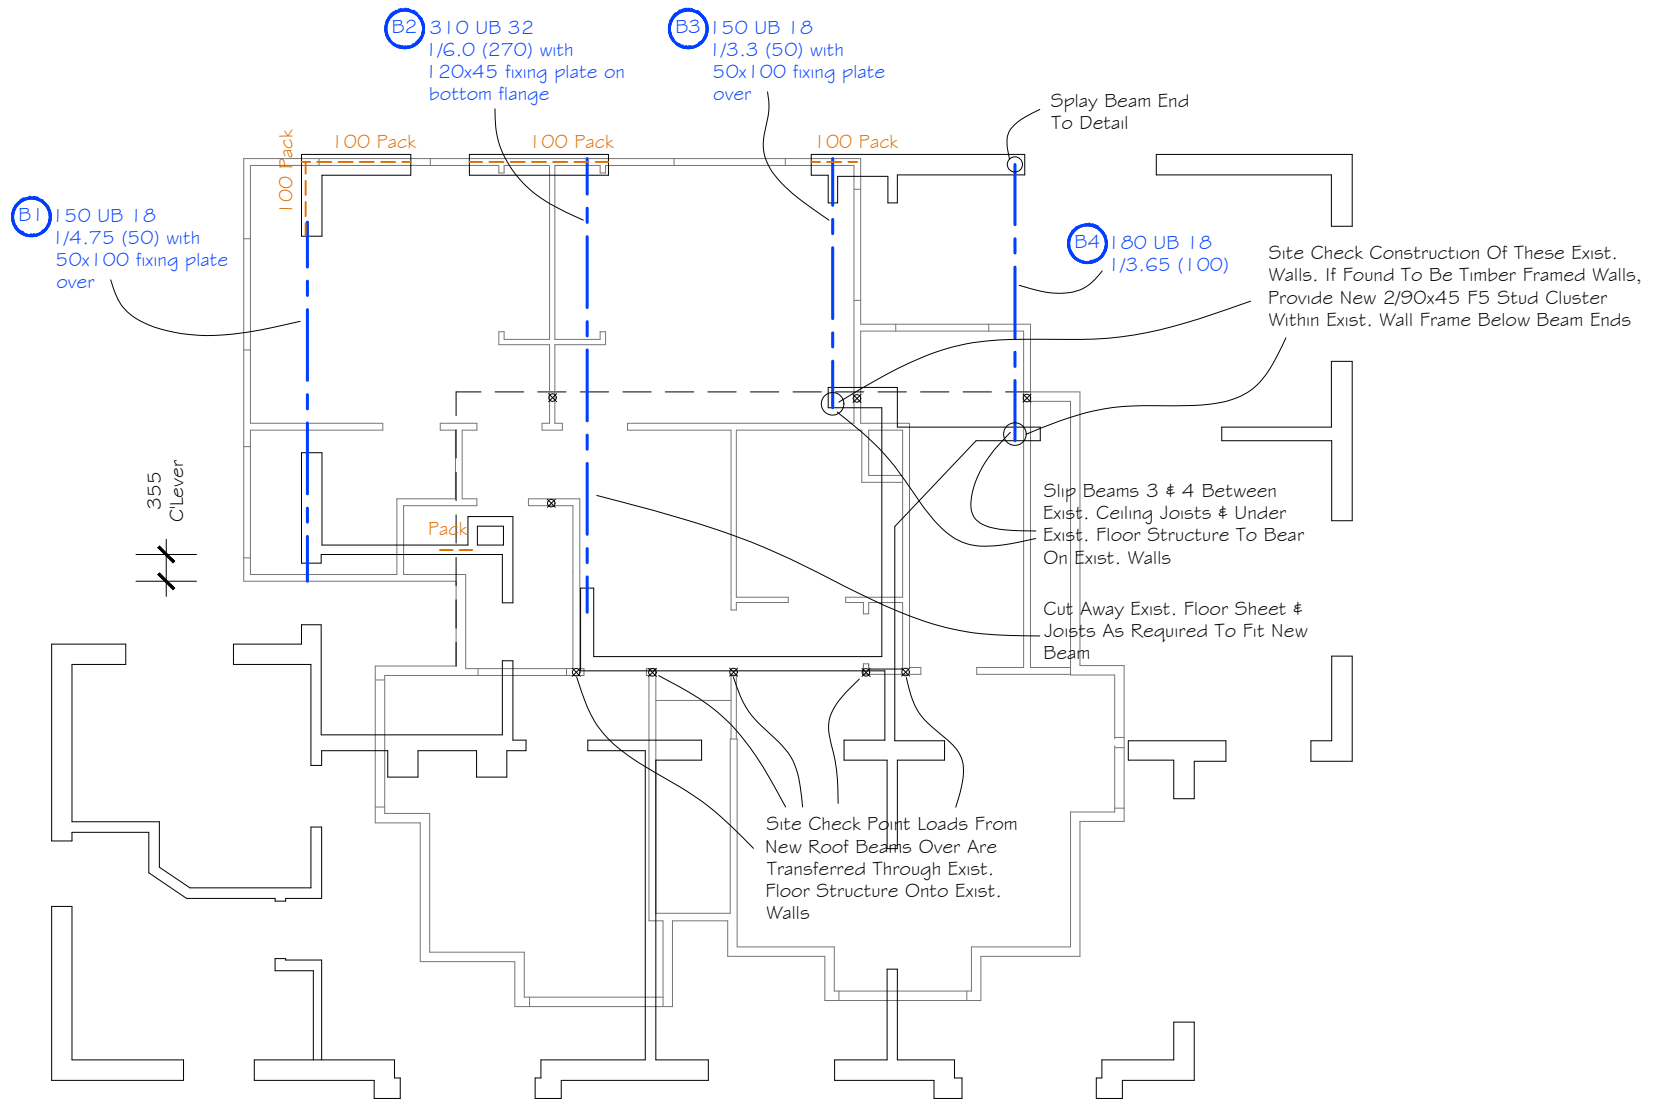 B2 310 UB 32
1/6.0 (270) with
120x45 fixing plate on
bottom flange
B3 150 UB 18
1/3.3 (50) with
50x100 fixing plate
over
Splay Beam End
To Detail
100 Pack
100 Pack
100 Pack
100 Pack
B1 150 UB 18
1/4.75 (50) with
50x100 fixing plate
over
B4 180 UB 18
1/3.65 (100)
Site Check Construction Of These Exist.
Walls. If Found To Be Timber Framed Walls,
Provide New 2/90x45 F5 Stud Cluster
Within Exist. Wall Frame Below Beam Ends
355
C'Lever
Pack
Slip Beams 3 & 4 Between
Exist. Ceiling Joists & Under
Exist. Floor Structure To Bear
On Exist. Walls
Cut Away Exist. Floor Sheet &
Joists As Required To Fit New
Beam
Site Check Point Loads From
New Roof Beams Over Are
Transferred Through Exist.
Floor Structure Onto Exist.
Walls